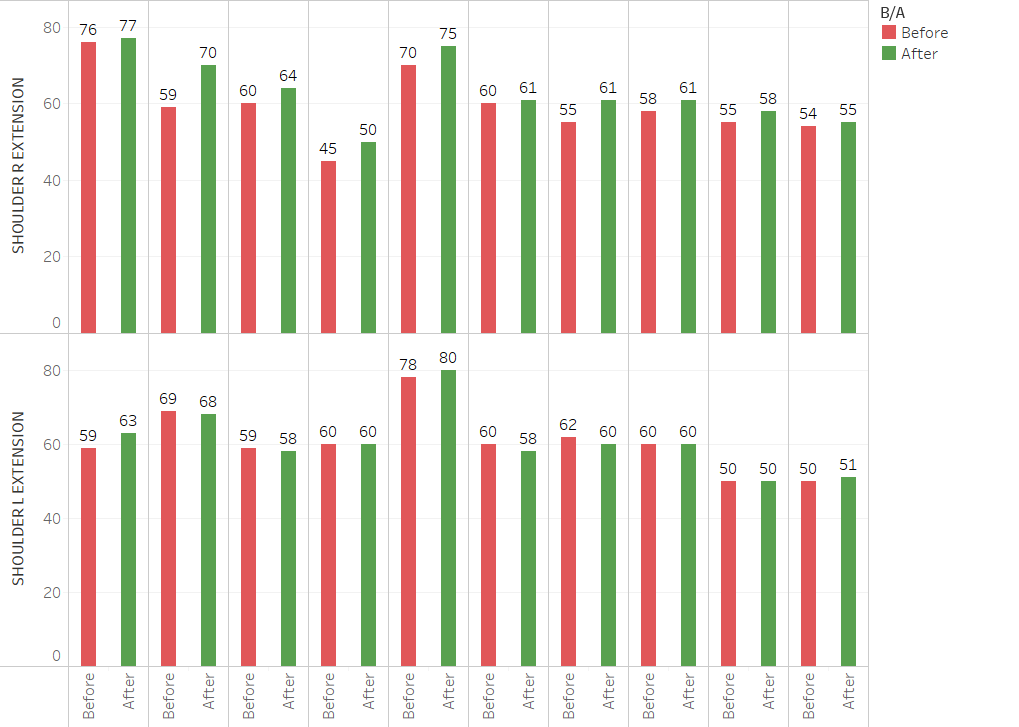 B/A
Before
After
SHOULDER R EXTENSION
80
60
40
20
0
76 77 59 70 60 64 45 50 70 75 60 61 55 61 58 61 55 58 54 55
SHOULDER L EXTENSION
80
60
40
20
0
59 63 69 68 59 58 60 60 78 80 60 58 62 60 60 60 50 50 50 51
Before After Before After Before After Before After Before After Before After Before After Before After Before After Before After